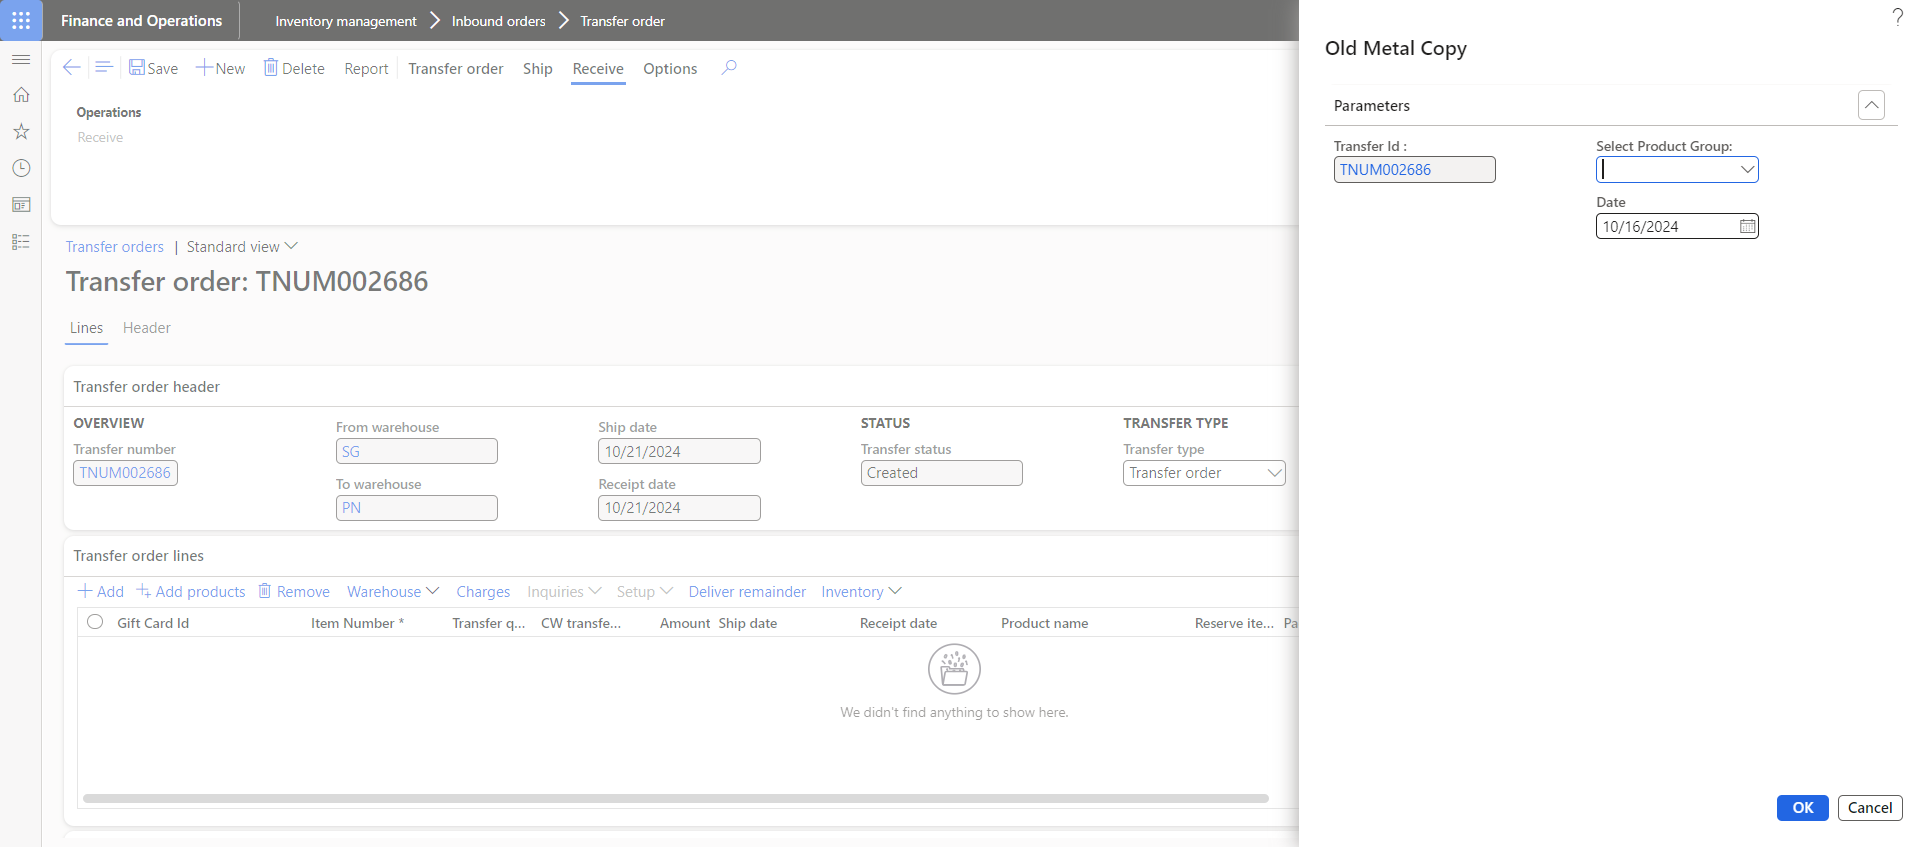 Finance and Operations
Inventory management > Inbound orders > Transfer order
Save New Delete Report Transfer order Ship Receive Options
Operations
Receive
Transfer orders | Standard view
Transfer order: TNUM002686
Lines Header
Transfer order header
OVERVIEW
Transfer number
TNUM002686
From warehouse
SG
To warehouse
PN
Ship date
10/21/2024
Receipt date
10/21/2024
STATUS
Transfer status
Created
TRANSFER TYPE
Transfer type
Transfer order
Transfer order lines
Add Add products Remove Warehouse Charges Inquiries Setup Deliver remainder Inventory
Gift Card Id Item Number * Transfer q... CW transfe... Amount Ship date Receipt date Product name Reserve ite... Pa
We didn't find anything to show here.
?
Old Metal Copy
Parameters
Transfer Id :
TNUM002686
Select Product Group:
Date
10/16/2024
OK Cancel